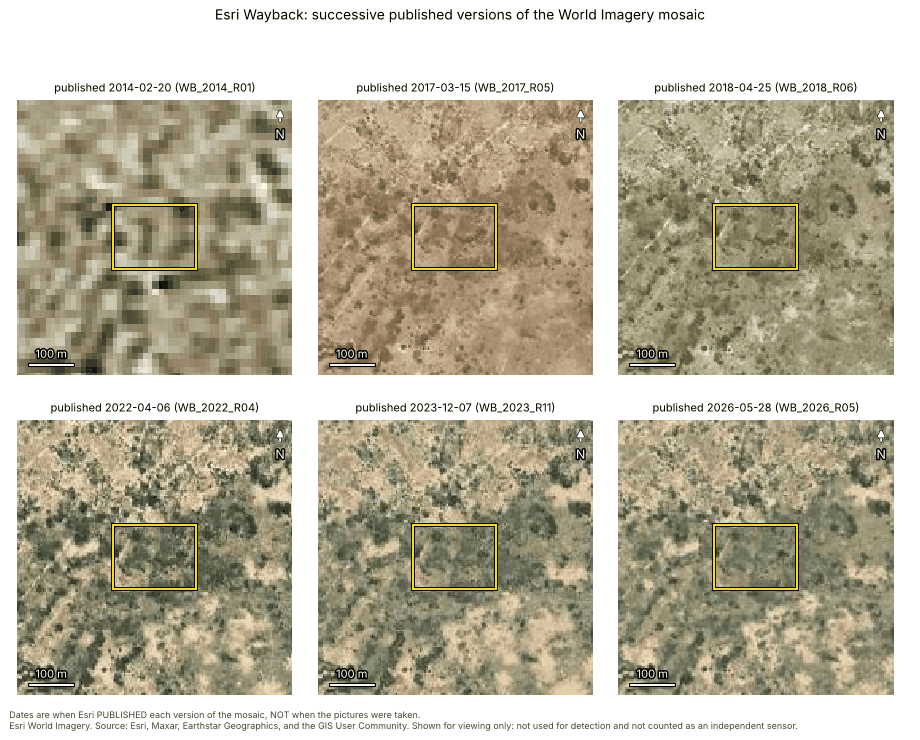 Esri Wayback: successive published versions of the World Imagery mosaic
published 2014-02-20 (WB_2014_R01)
published 2017-03-15 (WB_2017_R05)
published 2018-04-25 (WB_2018_R06)
N
N
N
100 m
100 m
100 m
published 2022-04-06 (WB_2022_R04)
published 2023-12-07 (WB_2023_R11)
published 2026-05-28 (WB_2026_R05)
N
N
N
100 m
100 m
100 m
Dates are when Esri PUBLISHED each version of the mosaic, NOT when the pictures were taken.
Esri World Imagery. Source: Esri, Maxar, Earthstar Geographics, and the GIS User Community. Shown for viewing only: not used for detection and not counted as an independent sensor.